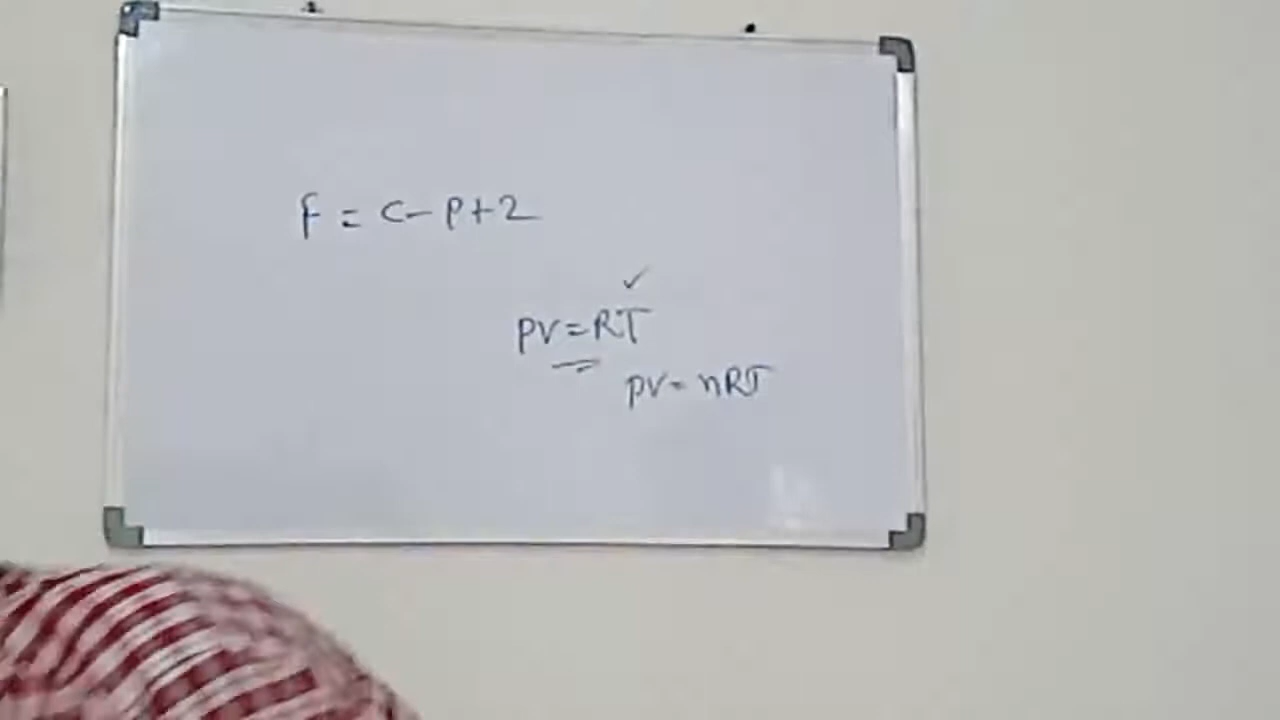 F = C - P + 2
PV = RT
PV = nRT